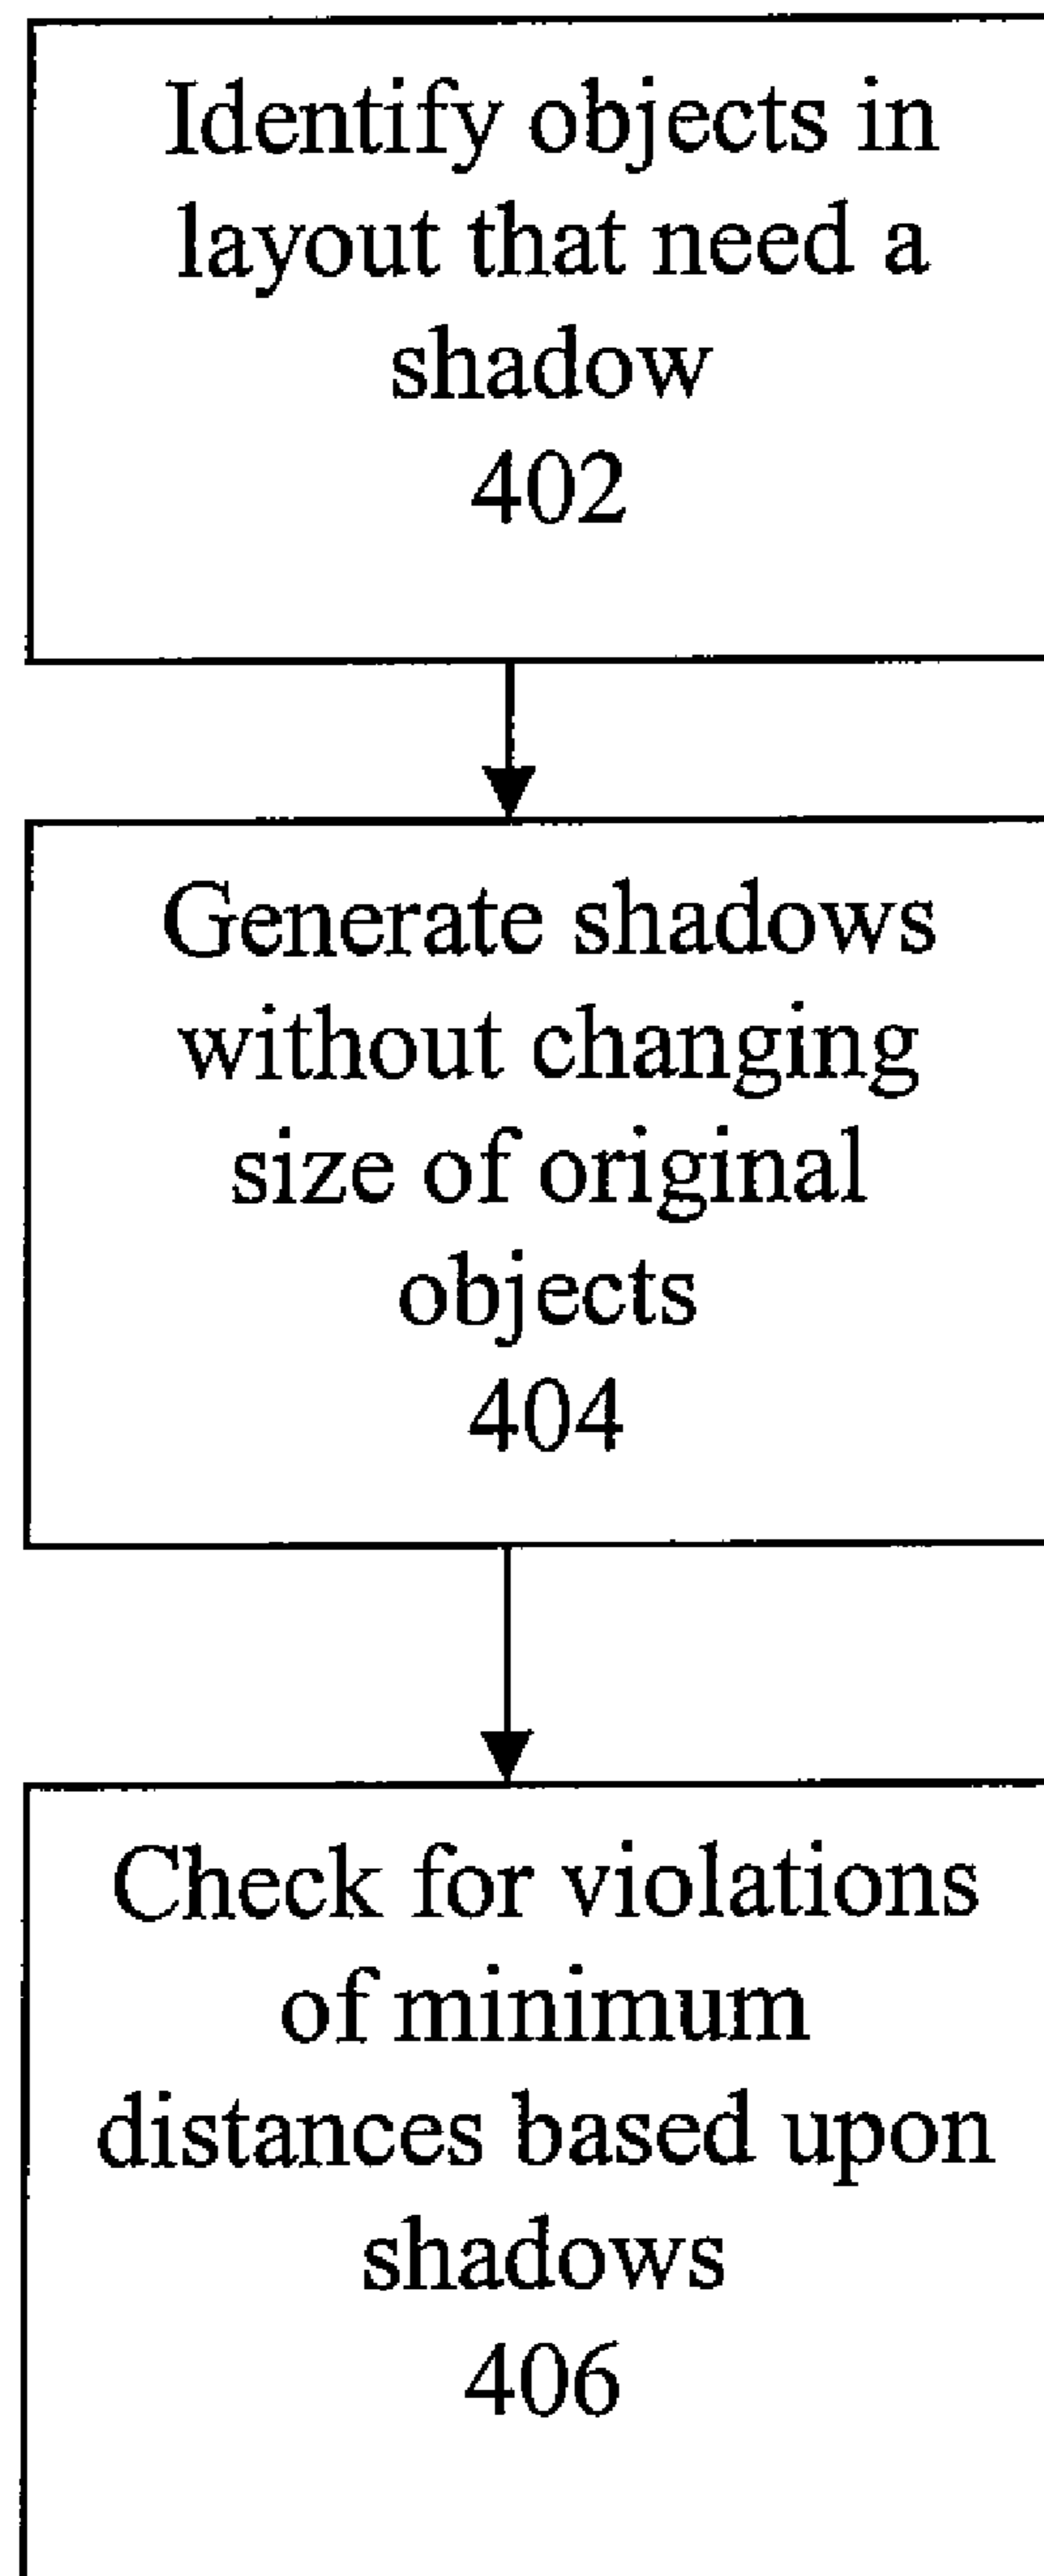 Identify objects in
layout that need a
shadow
402
Generate shadows
without changing
size of original
objects
404
Check for violations
of minimum
distances based upon
shadows
406